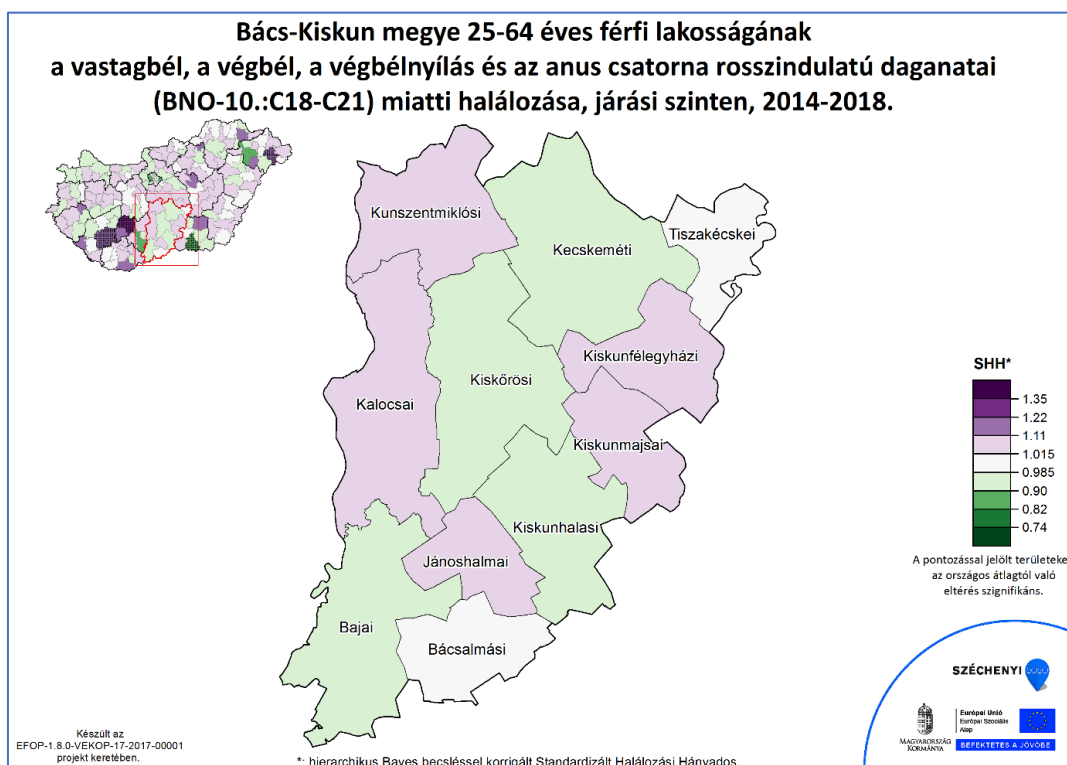 Bács-Kiskun megye 25-64 éves férfi lakosságának
a vastagbél, a végbél, a végbélnyílás és az anus csatorna rosszindulatú daganatai
(BNO-10.:C18-C21) miatti halálozása, járási szinten, 2014-2018.
Kunszentmiklósi
Tiszakécskei
Kecskeméti
Kiskunfélegyházi
Kiskőrösi
Kalocsai
Kiskunmajsai
Kiskunhalasi
Jánoshalmai
Bajai
Bácsalmási
SHH*
1.35
1.22
1.11
1.015
0.985
0.90
0.82
0.74
A pontozással jelölt területeke
az országos átlagtól való
eltérés szignifikáns.
SZÉCHENYI 2020
MAGYARORSZÁG
KORMÁNYA
Európai Unió
Európai Szociális
Alap
BEFEKTETÉS A JÖVŐBE
Készült az
EFOP-1.8.0-VEKOP-17-2017-00001
projekt keretében.
*: hierarchikus Bayes becsléssel korrigált Standardizált Halálozási Hányados